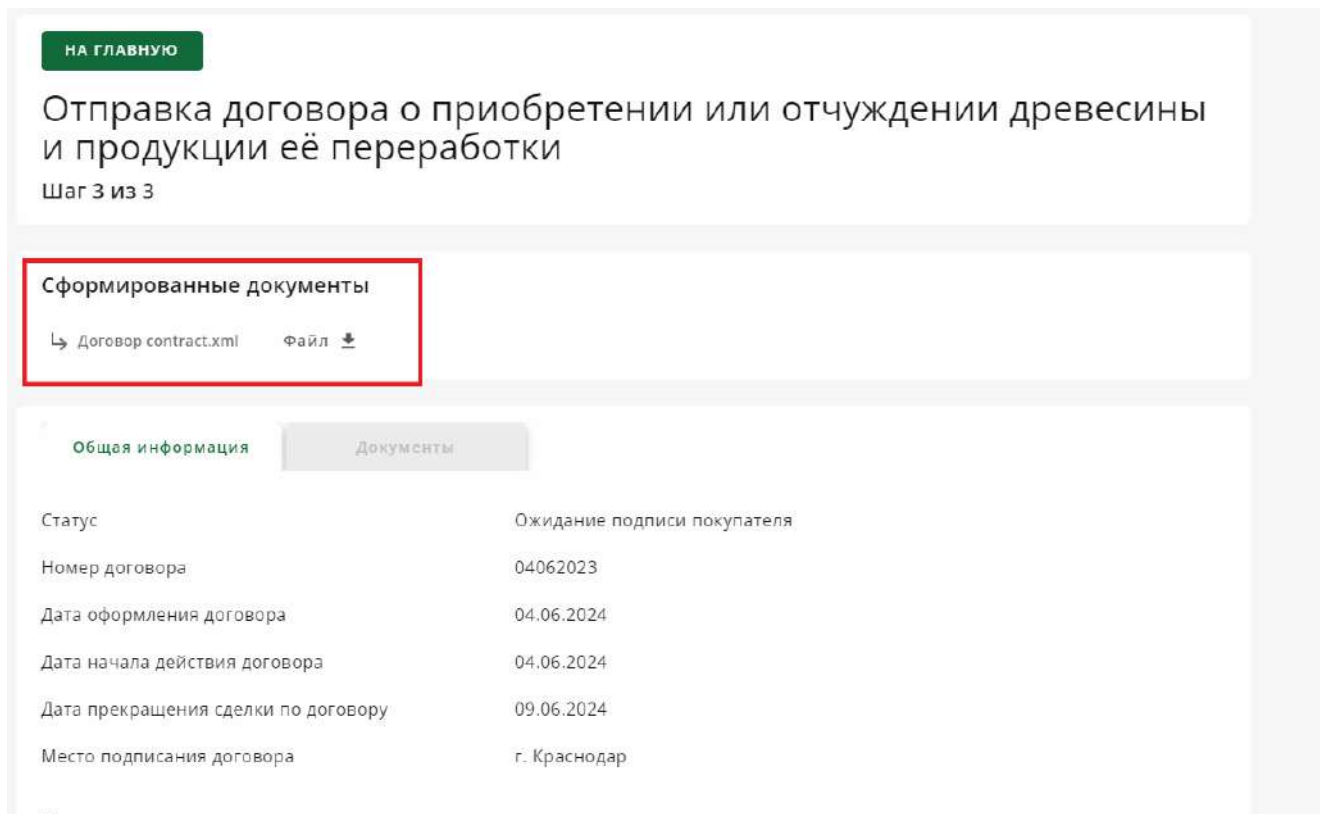 НА ГЛАВНУЮ
Отправка договора о приобретении или отчуждении древесины
и продукции её переработки
Шаг 3 из 3
Сформированные документы
Договор contract.xml Файл
Общая информация Документы
Статус Ожидание подписи покупателя
Номер договора 04062023
Дата оформления договора 04.06.2024
Дата начала действия договора 04.06.2024
Дата прекращения сделки по договору 09.06.2024
Место подписания договора г. Краснодар